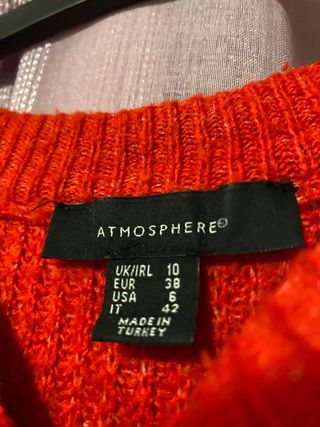 ATMOSPHERE®
UK/IRL 10
EUR 38
USA 6
IT 42
MADE IN
TURKEY